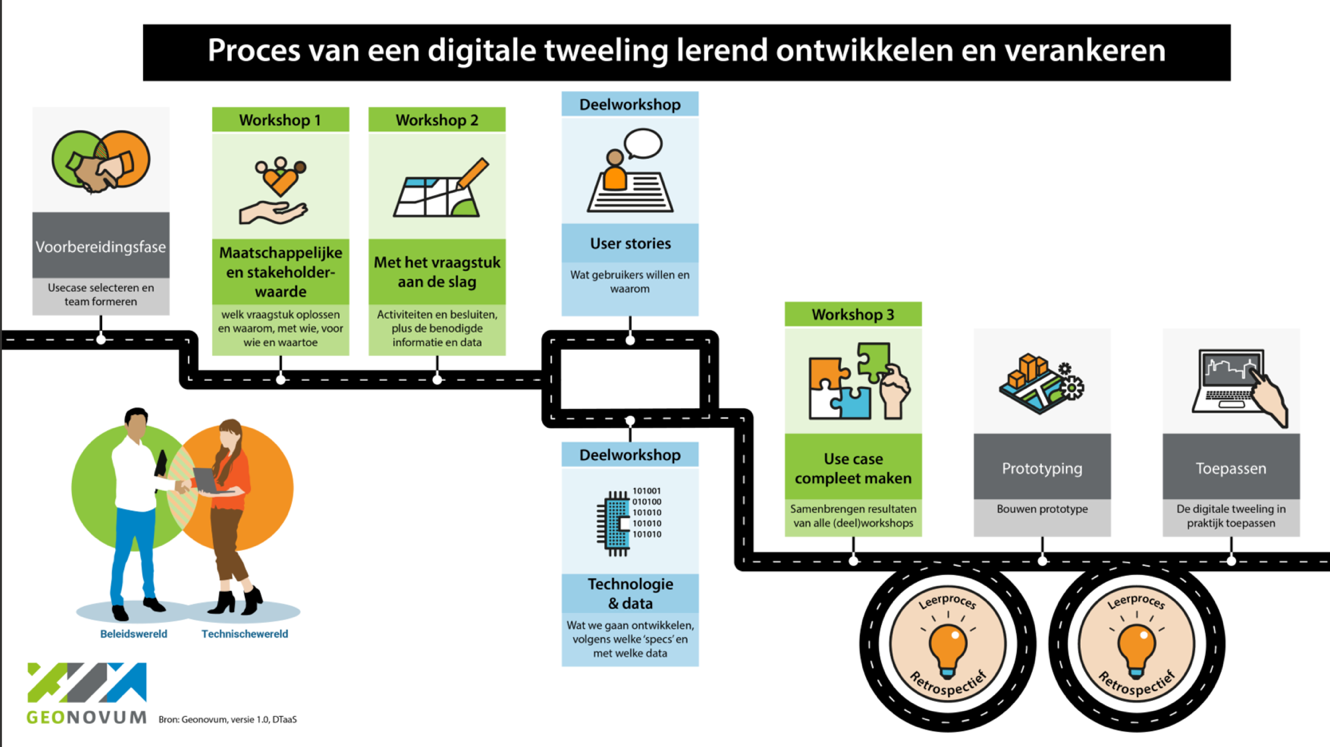 Proces van een digitale tweeling lerend ontwikkelen en verankeren
Voorbereidingsfase
Usecase selecteren en
team formeren
Workshop 1
Maatschappelijke
en stakeholder-
waarde
welk vraagstuk oplossen
en waarom, met wie, voor
wie en waartoe
Workshop 2
Met het vraagstuk
aan de slag
Activiteiten en besluiten,
plus de benodigde
informatie en data
Deelworkshop
User stories
Wat gebruikers willen en
waarom
Deelworkshop
101001
010100
101010
101010
101010
Technologie
& data
Wat we gaan ontwikkelen,
volgens welke ‘specs’ en
met welke data
Workshop 3
Use case
compleet maken
Samenbrengen resultaten
van alle (deel)workshops
Prototyping
Bouwen prototype
Toepassen
De digitale tweeling in
praktijk toepassen
Leerproces
Retrospectief
Leerproces
Retrospectief
Beleidswereld
Technischewereld
GEONOVUM
Bron: Geonovum, versie 1.0, DTaaS